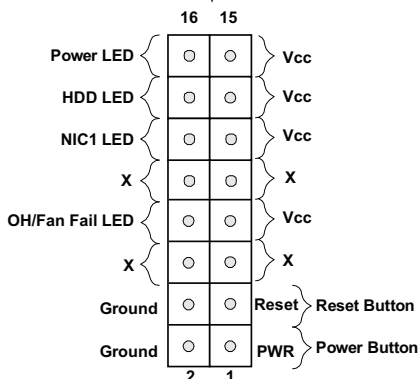 16 15
Power LED Vcc
HDD LED Vcc
NIC1 LED Vcc
X X
OH/Fan Fail LED Vcc
X X
Ground Reset Reset Button
Ground PWR Power Button
2 1